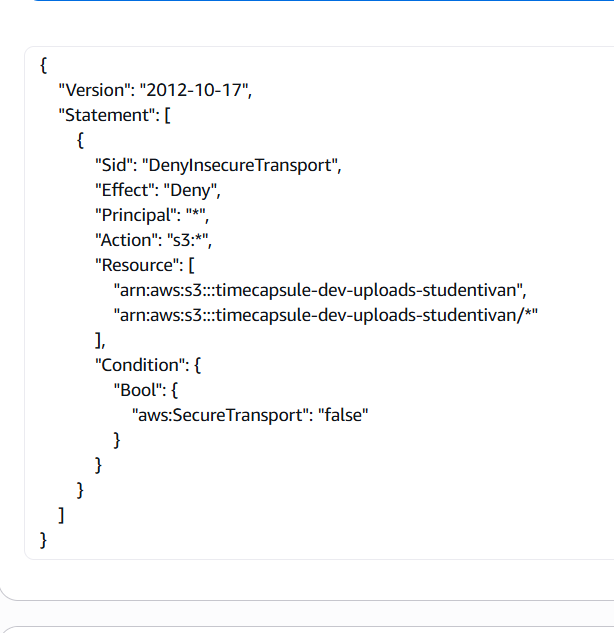 {
"Version": "2012-10-17",
"Statement": [
{
"Sid": "DenyInsecureTransport",
"Effect": "Deny",
"Principal": "*",
"Action": "s3:*",
"Resource": [
"arn:aws:s3:::timecapsule-dev-uploads-studentivan",
"arn:aws:s3:::timecapsule-dev-uploads-studentivan/*"
],
"Condition": {
"Bool": {
"aws:SecureTransport": "false"
}
}
}
]
}